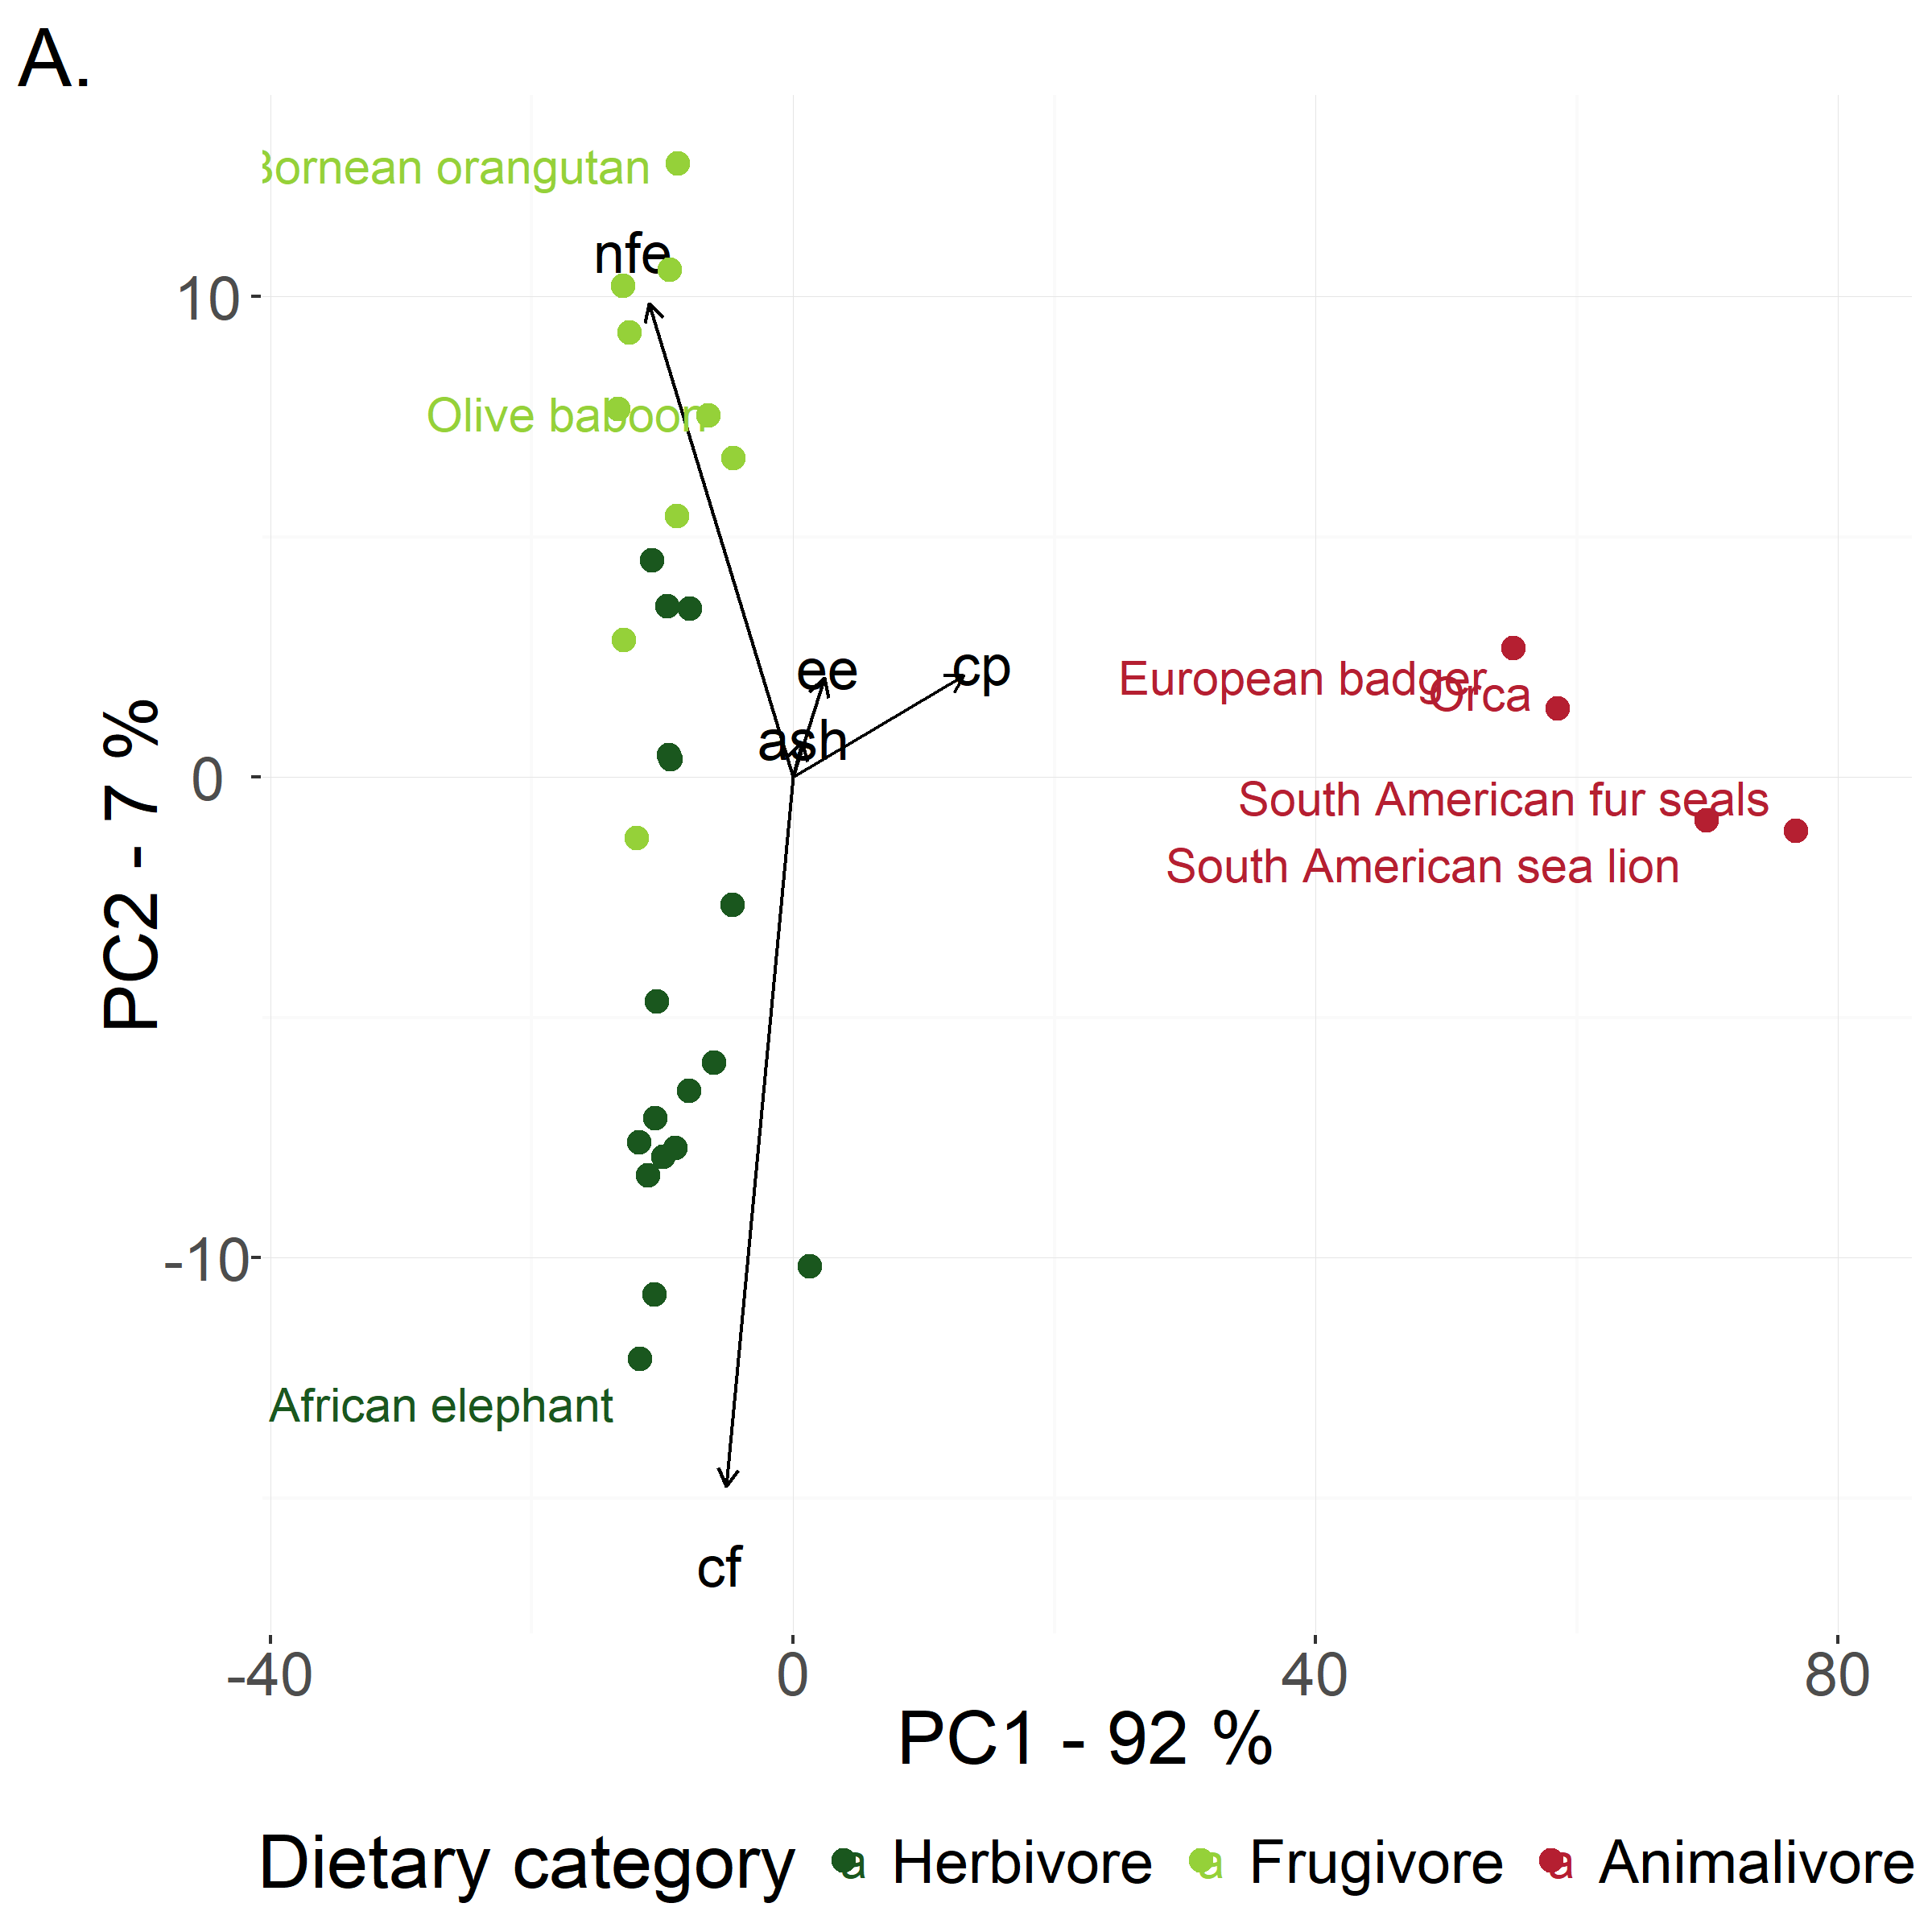 A.
Bornean orangutan
nfe
10
Olive baboon
ee
cp
European badger
Orca
ash
0
South American fur seals
South American sea lion
PC2 - 7 %
-10
African elephant
cf
-40 0 40 80
PC1 - 92 %
Dietary category a Herbivore a Frugivore a Animalivore